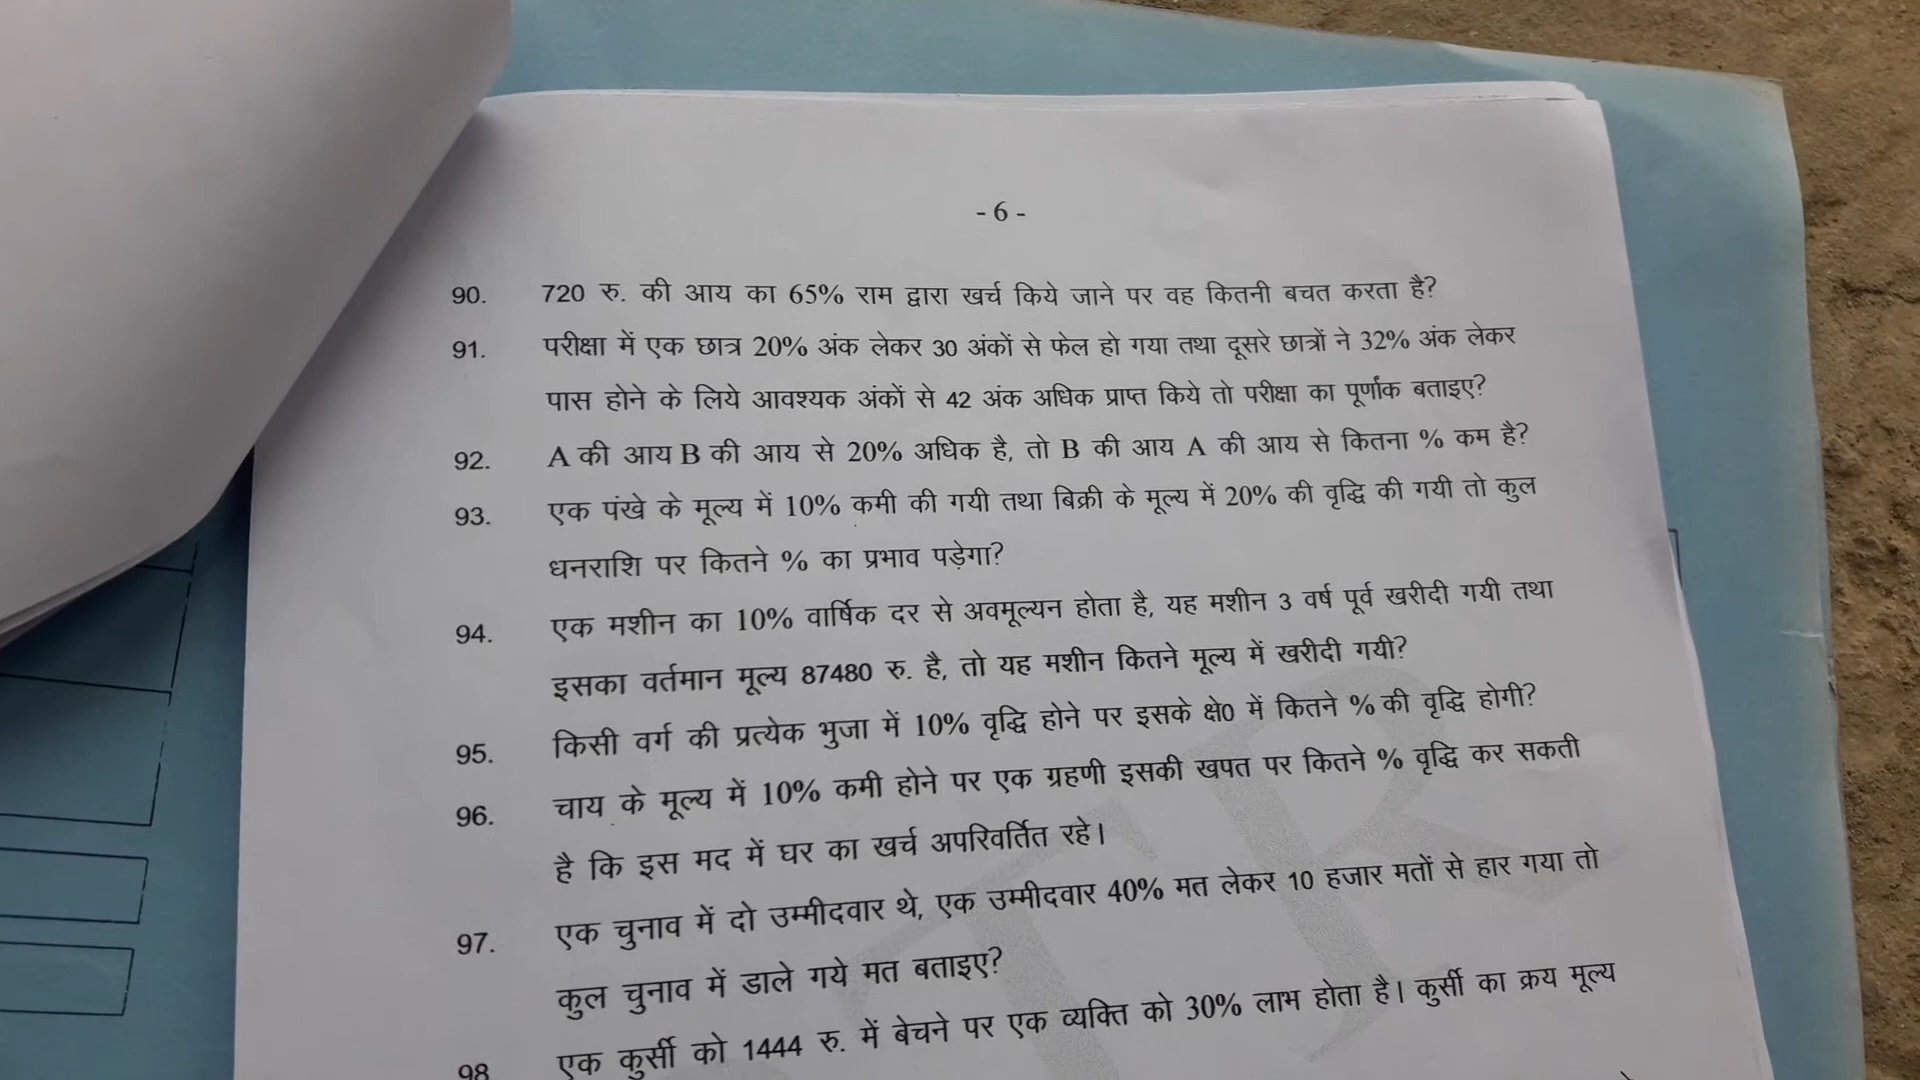 - 6 -
90. 720 रु. की आय का 65% राम द्वारा खर्च किये जाने पर वह कितनी बचत करता है?
91. परीक्षा में एक छात्र 20% अंक लेकर 30 अंकों से फेल हो गया तथा दूसरे छात्रों ने 32% अंक लेकर
पास होने के लिये आवश्यक अंकों से 42 अंक अधिक प्राप्त किये तो परीक्षा का पूर्णांक बताइए?
92. A की आय B की आय से 20% अधिक है, तो B की आय A की आय से कितना % कम है?
93. एक पंखे के मूल्य में 10% कमी की गयी तथा बिक्री के मूल्य में 20% की वृद्धि की गयी तो कुल
धनराशि पर कितने % का प्रभाव पड़ेगा?
94. एक मशीन का 10% वार्षिक दर से अवमूल्यन होता है, यह मशीन 3 वर्ष पूर्व खरीदी गयी तथा
इसका वर्तमान मूल्य 87480 रु. है, तो यह मशीन कितने मूल्य में खरीदी गयी?
95. किसी वर्ग की प्रत्येक भुजा में 10% वृद्धि होने पर इसके क्षे0 में कितने % की वृद्धि होगी?
96. चाय के मूल्य में 10% कमी होने पर एक ग्रहणी इसकी खपत पर कितने % वृद्धि कर सकती
है कि इस मद में घर का खर्च अपरिवर्तित रहे।
97. एक चुनाव में दो उम्मीदवार थे, एक उम्मीदवार 40% मत लेकर 10 हजार मतों से हार गया तो
कुल चुनाव में डाले गये मत बताइए?
98 एक कुर्सी को 1444 रु. में बेचने पर एक व्यक्ति को 30% लाभ होता है। कुर्सी का क्रय मूल्य